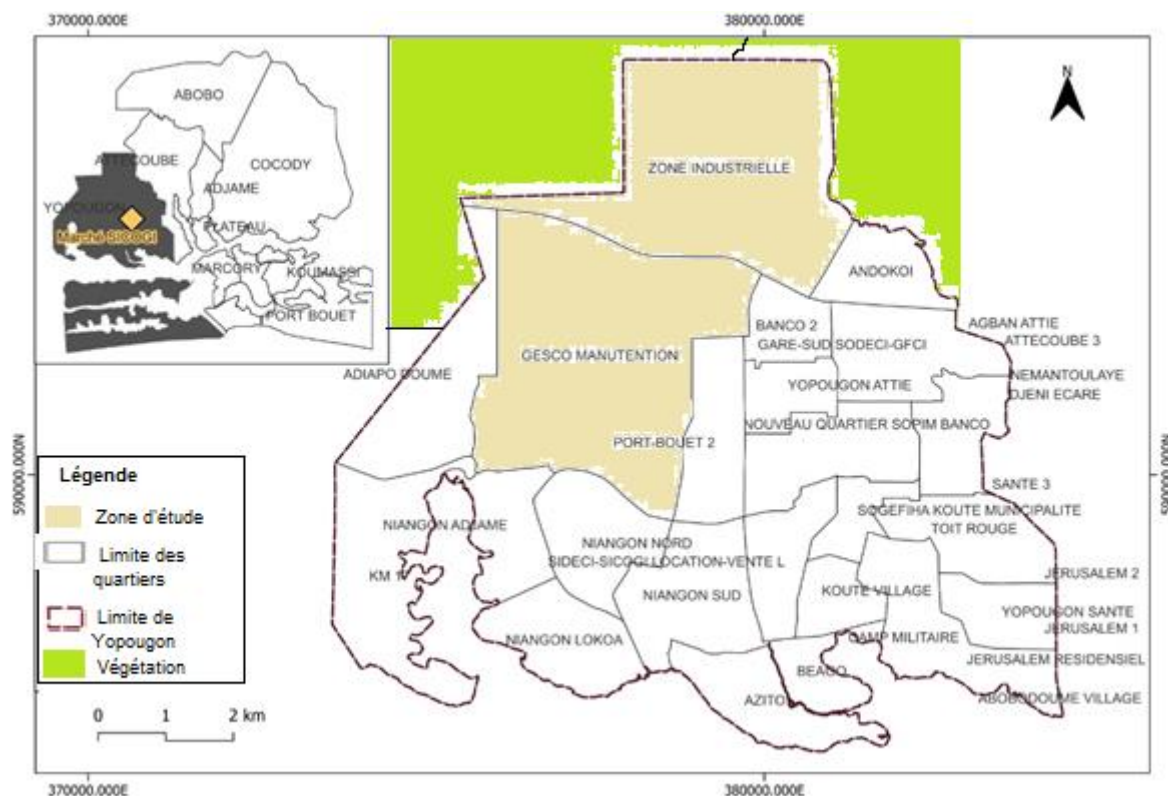 370000.000E
380000.000E
N
ABOBO
ATTECOUBE
COCODY
ADJAME
YOPOUGON
PLATEAU
Marché SICOGI
MARCORY
KOUMASSI
PORT BOUET
ZONE INDUSTRIELLE
ANDOKOI
BANCO 2
AGBAN ATTIE
GARE-SUD SODECI-GFCI
ATTECOUBE 3
GESCO MANUTENTION
ADIAPO DOUME
NEMANTOULAYE
YOPOUGON ATTIE
DJENI ECARE
NOUVEAU QUARTIER SOPIM BANCO
PORT-BOUET 2
590000.000N
590000.000N
SANTE 3
SOGEFIHA KOUTE MUNICIPALITE
NIANGON ADJAME
TOIT ROUGE
NIANGON NORD
SIDECI-SICOGI LOCATION-VENTE L
KM 17
JERUSALEM 2
KOUTE VILLAGE
NIANGON SUD
YOPOUGON SANTE
JERUSALEM 1
NIANGON LOKOA
CAMP MILITAIRE
JERUSALEM RESIDENSIEL
BEAGO
AZITO
ABOBODOUME VILLAGE
Légende
Zone d'étude
Limite des
quartiers
Limite de
Yopougon
Végétation
0 1 2 km
370000.000E
380000.000E